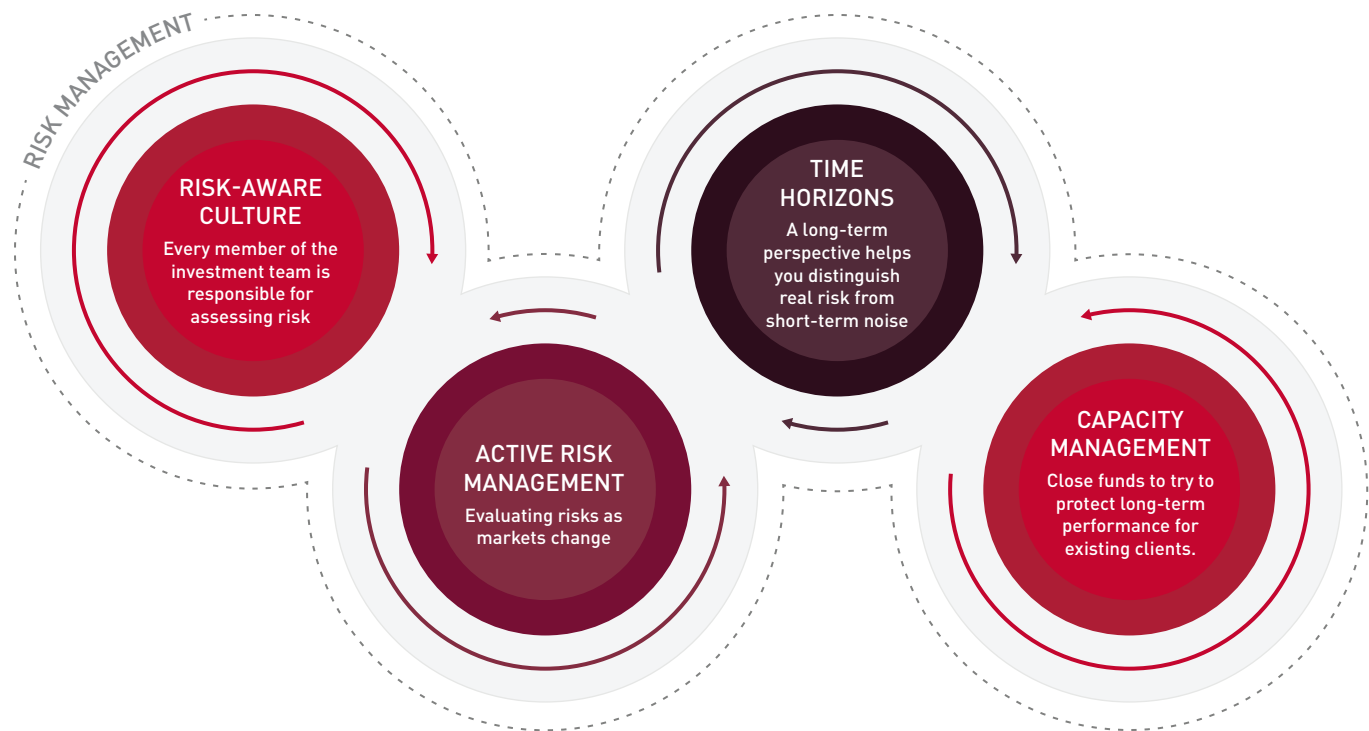 RISK MANAGEMENT
RISK-AWARE
CULTURE
Every member of the
investment team is
responsible for
assessing risk
ACTIVE RISK
MANAGEMENT
Evaluating risks as
markets change
TIME
HORIZONS
A long-term
perspective helps
you distinguish
real risk from
short-term noise
CAPACITY
MANAGEMENT
Close funds to try to
protect long-term
performance for
existing clients.